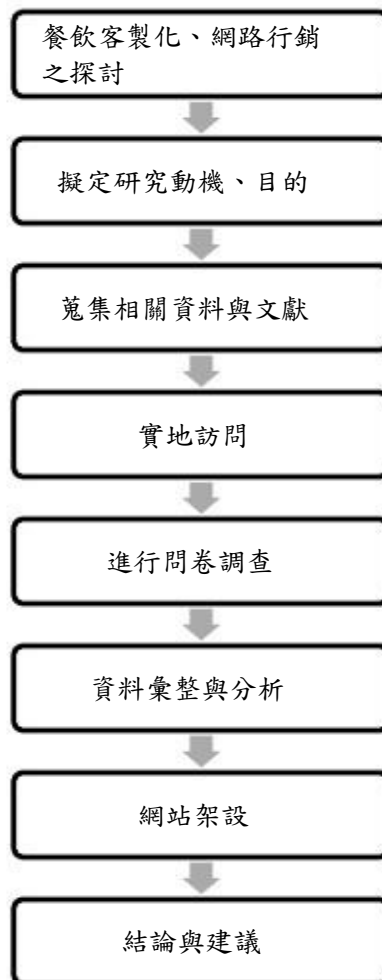 餐飲客製化、網路行銷
之探討
擬定研究動機、目的
蒐集相關資料與文獻
實地訪問
進行問卷調查
資料彙整與分析
網站架設
結論與建議